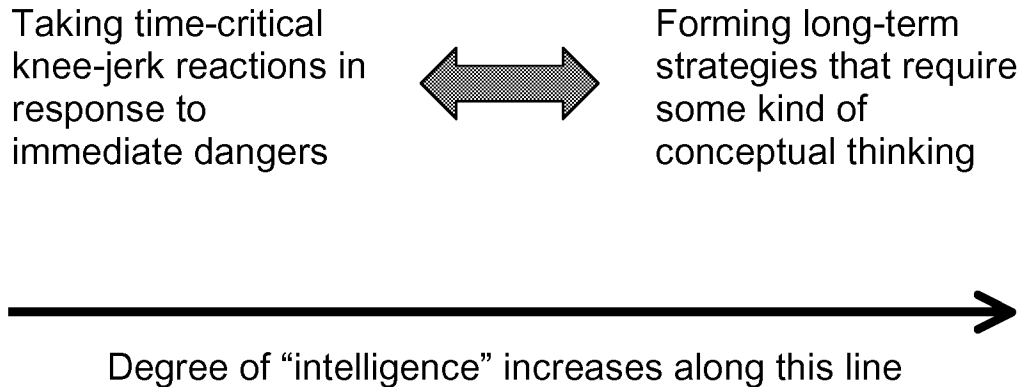 Taking time-critical
knee-jerk reactions in
response to
immediate dangers
Forming long-term
strategies that require
some kind of
conceptual thinking
Degree of “intelligence” increases along this line